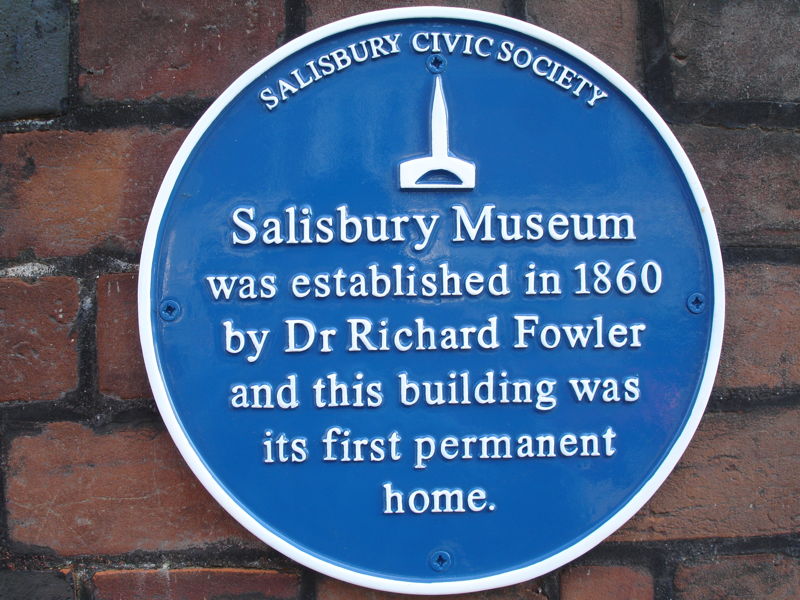 SALISBURY CIVIC SOCIETY
Salisbury Museum
was established in 1860
by Dr Richard Fowler
and this building was
its first permanent
home.